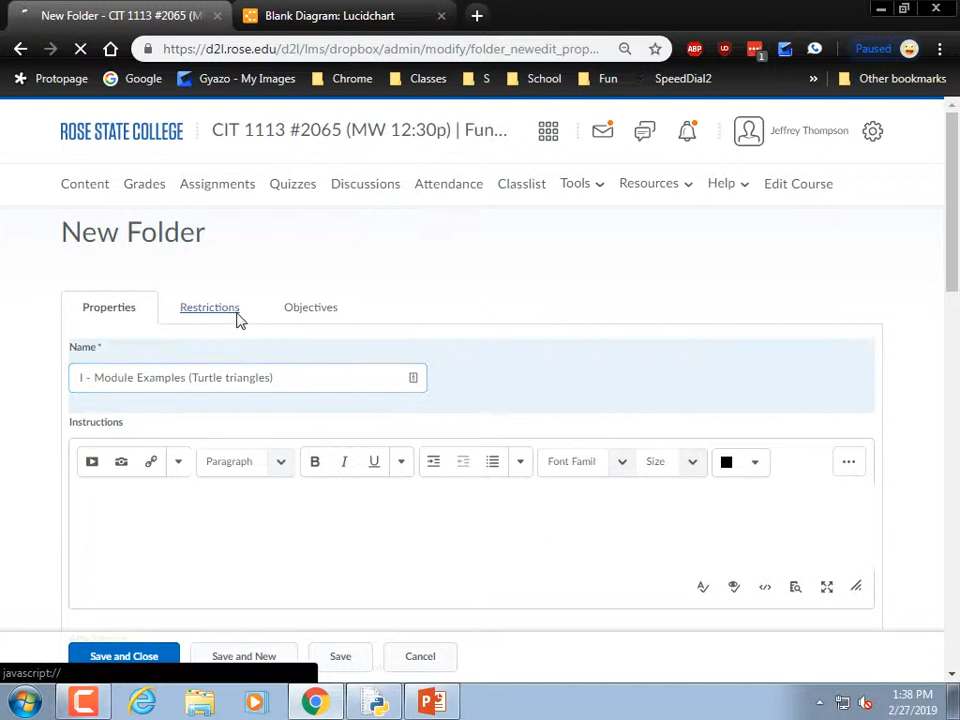 New Folder - CIT 1113 #2065 (M
Blank Diagram: Lucidchart
https://d2l.rose.edu/d2l/lms/dropbox/admin/modify/folder_newedit_prop...
ABP
1
Paused
Protopage
Google
Gyazo - My Images
Chrome
Classes
S
School
Fun
SpeedDial2
»
Other bookmarks
ROSE STATE COLLEGE
CIT 1113 #2065 (MW 12:30p) | Fun...
Jeffrey Thompson
Content Grades Assignments Quizzes Discussions Attendance Classlist Tools Resources Help Edit Course
New Folder
Properties Restrictions Objectives
Name *
I - Module Examples (Turtle triangles)
Instructions
Paragraph B I U Font Famil Size ...
Save and Close Save and New Save Cancel
javascript://
1:38 PM
2/27/2019